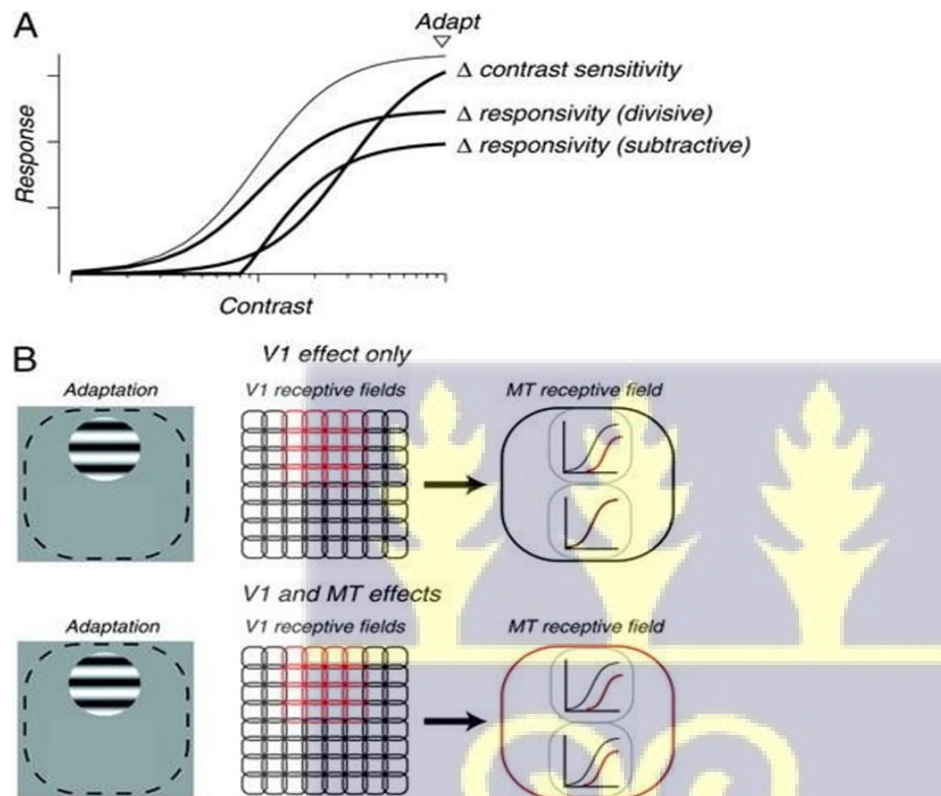 A
Adapt
Δ contrast sensitivity
Δ responsivity (divisive)
Δ responsivity (subtractive)
Response
Contrast
B
V1 effect only
Adaptation
V1 receptive fields
MT receptive field
V1 and MT effects
Adaptation
V1 receptive fields
MT receptive field